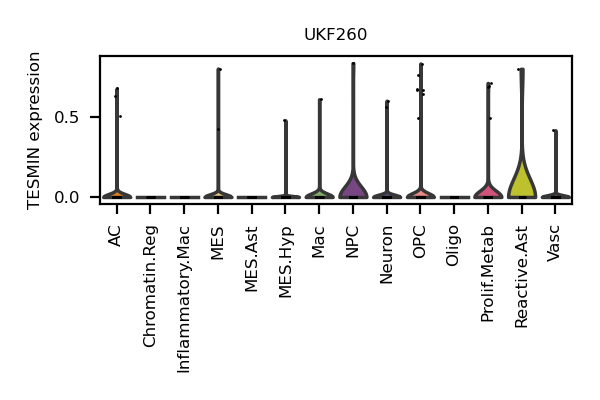 UKF260
TESMIN expression
0.5
0.0
AC
Chromatin.Reg
Inflammatory.Mac
MES
MES.Ast
MES.Hyp
Mac
NPC
Neuron
OPC
Oligo
Prolif.Metab
Reactive.Ast
Vasc